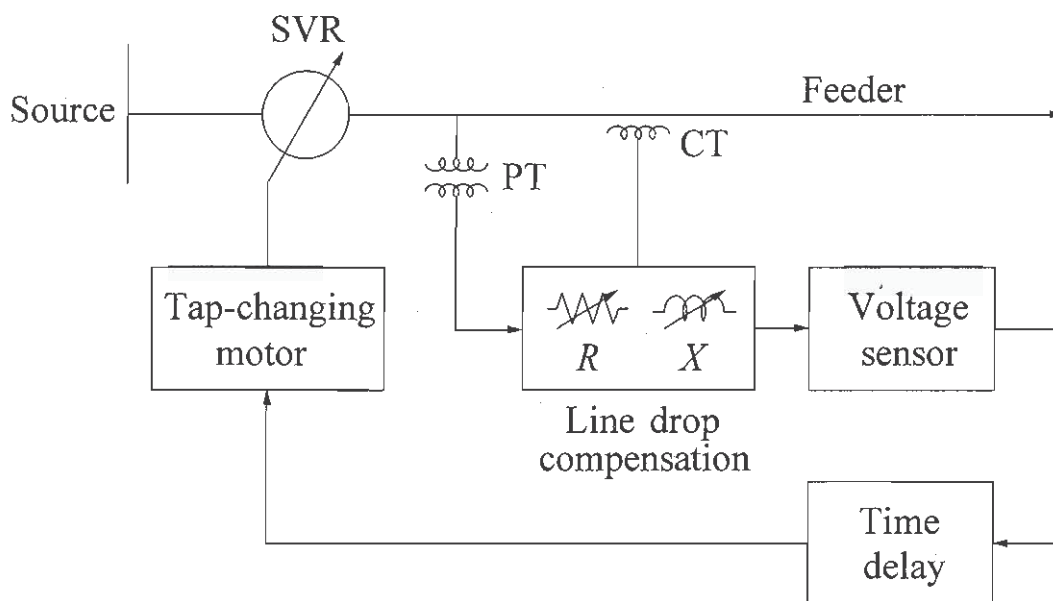 SVR
Source
Feeder
CT
PT
Tap-changing
motor
R X
Line drop
compensation
Voltage
sensor
Time
delay